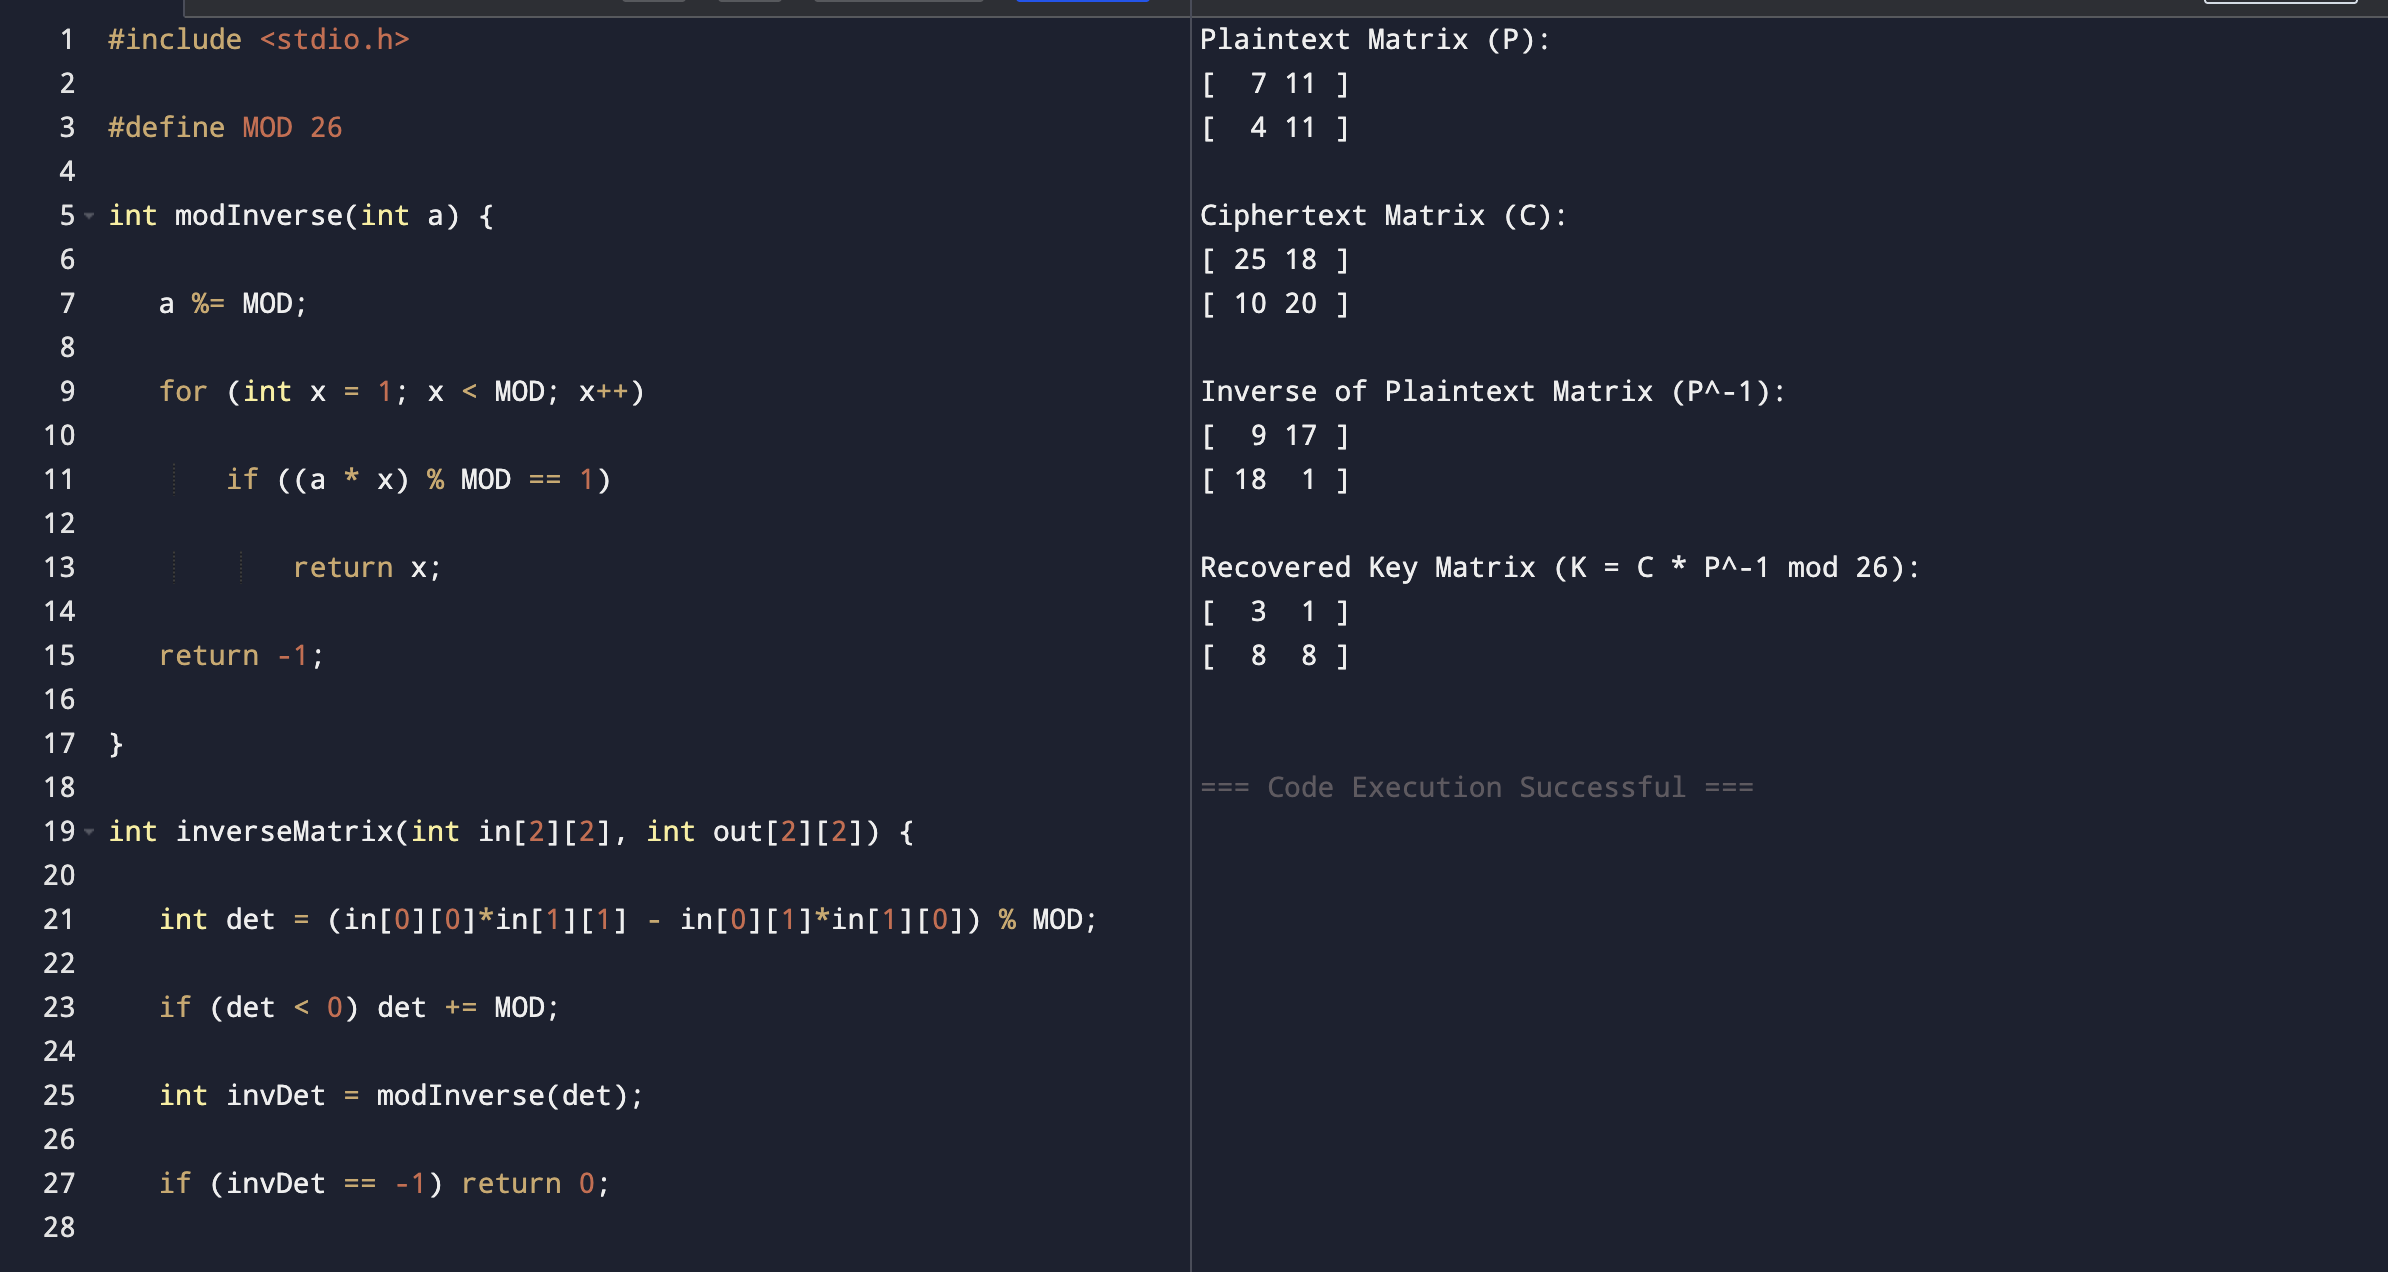 1 #include <stdio.h>
2
3 #define MOD 26
4
5 int modInverse(int a) {
6
7    a %= MOD;
8
9    for (int x = 1; x < MOD; x++)
10
11        if ((a * x) % MOD == 1)
12
13            return x;
14
15    return -1;
16
17 }
18
19 int inverseMatrix(int in[2][2], int out[2][2]) {
20
21    int det = (in[0][0]*in[1][1] - in[0][1]*in[1][0]) % MOD;
22
23    if (det < 0) det += MOD;
24
25    int invDet = modInverse(det);
26
27    if (invDet == -1) return 0;
28
Plaintext Matrix (P):
[  7 11 ]
[  4 11 ]
Ciphertext Matrix (C):
[ 25 18 ]
[ 10 20 ]
Inverse of Plaintext Matrix (P^-1):
[  9 17 ]
[ 18  1 ]
Recovered Key Matrix (K = C * P^-1 mod 26):
[  3  1 ]
[  8  8 ]
=== Code Execution Successful ===